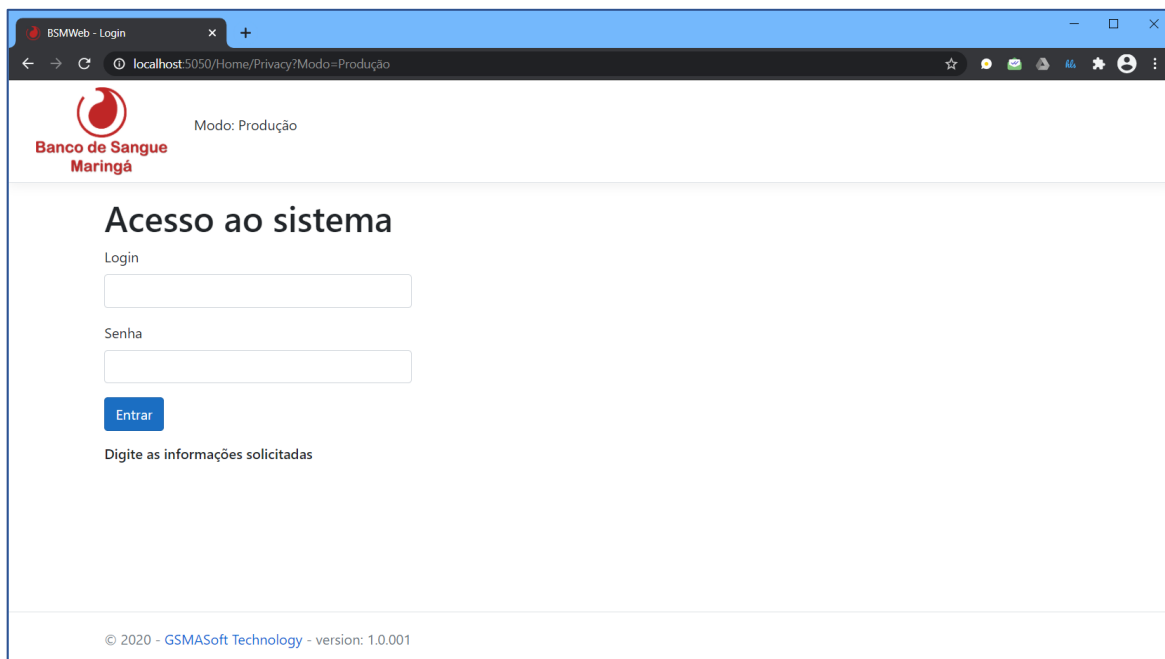 BSMWeb - Login
localhost:5050/Home/Privacy?Modo=Produção
Banco de Sangue
Maringá
Modo: Produção
Acesso ao sistema
Login
Senha
Entrar
Digite as informações solicitadas
© 2020 - GSMASoft Technology - version: 1.0.001